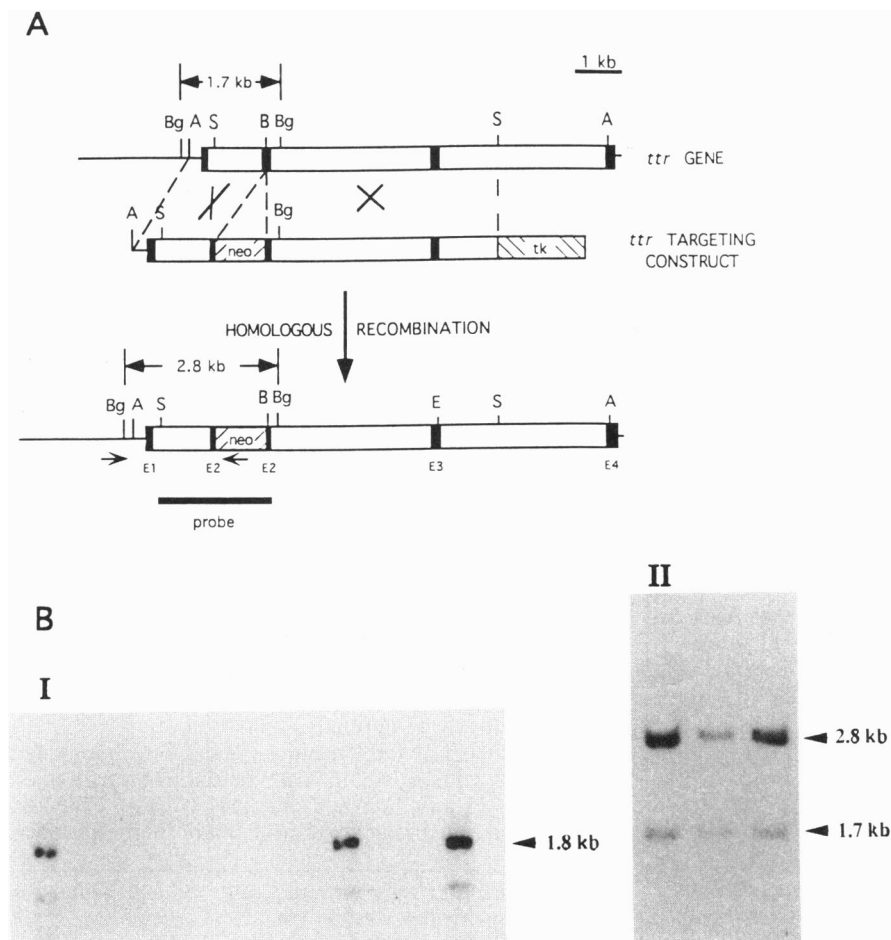 A
1.7 kb
1 kb
Bg A S B Bg S A
ttr GENE
A S Bg
neo tk
ttr TARGETING
CONSTRUCT
HOMOLOGOUS RECOMBINATION
2.8 kb
Bg A S B Bg E S A
neo
E1 E2 E2 E3 E4
probe
B
I
1.8 kb
II
2.8 kb
1.7 kb